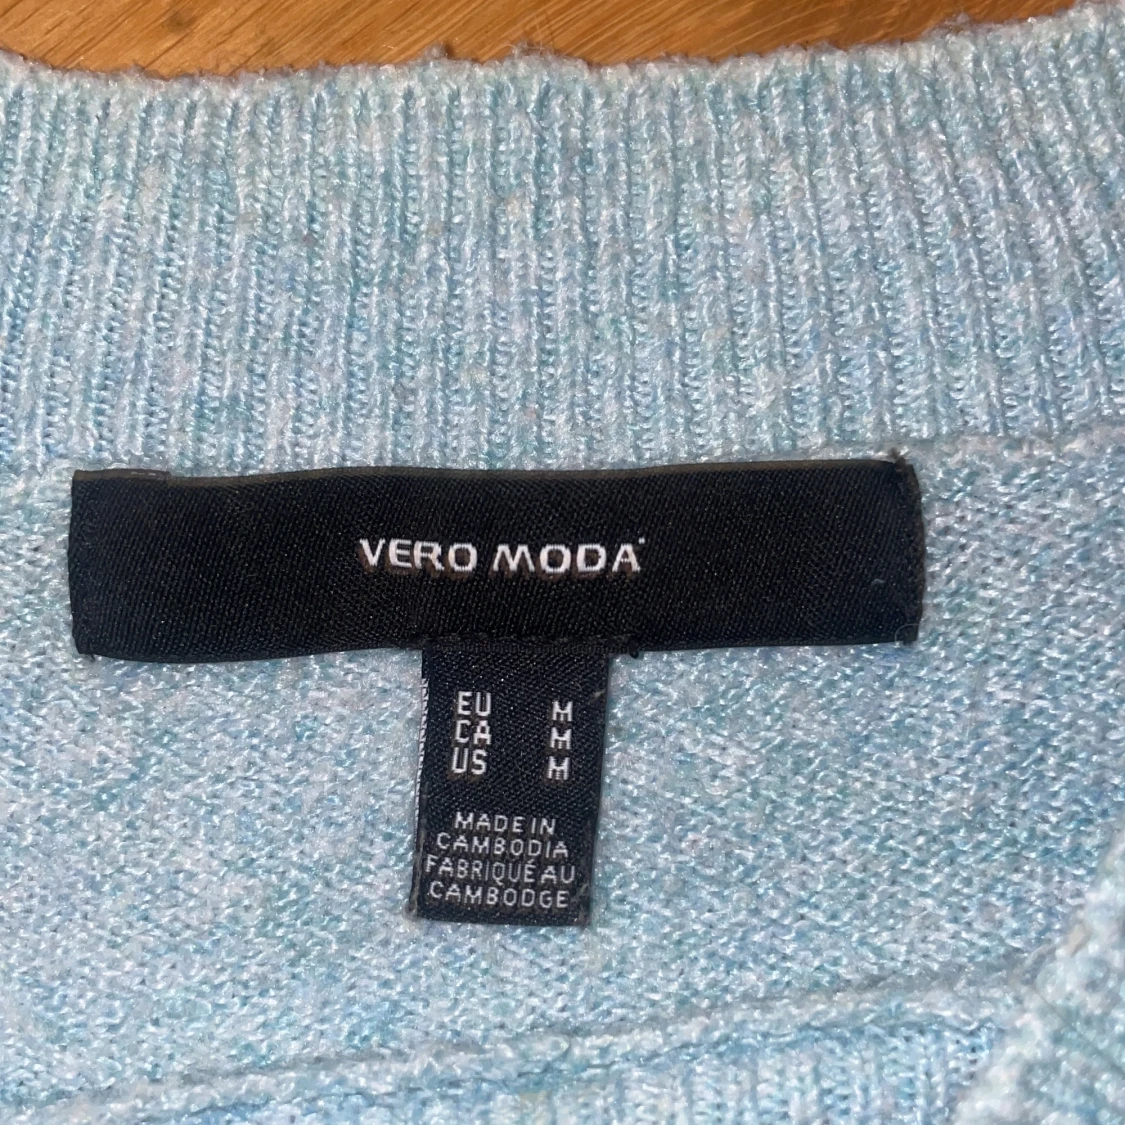 VERO MODA
EU M
CA M
US M
MADE IN
CAMBODIA
FABRIQUÉ AU
CAMBODGE